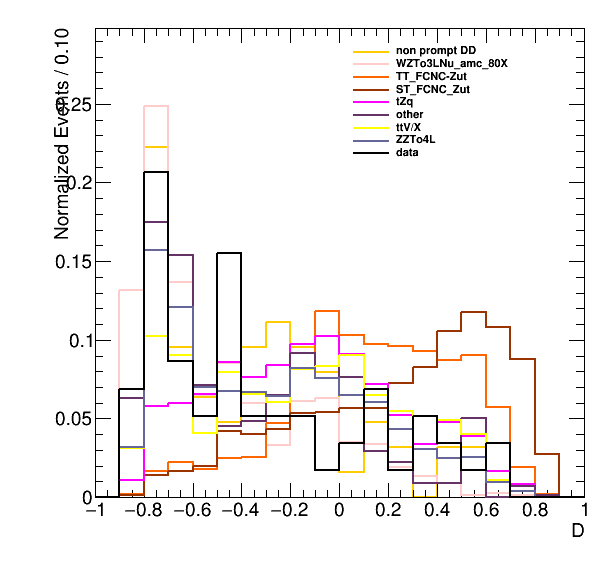 Normalized Events / 0.10
non prompt DD
WZTo3LNu_amc_80X
TT_FCNC-Zut
ST_FCNC_Zut
tZq
other
ttV/X
ZZTo4L
data
0.25
0.2
0.15
0.1
0.05
0
−1 −0.8 −0.6 −0.4 −0.2 0 0.2 0.4 0.6 0.8 1
D